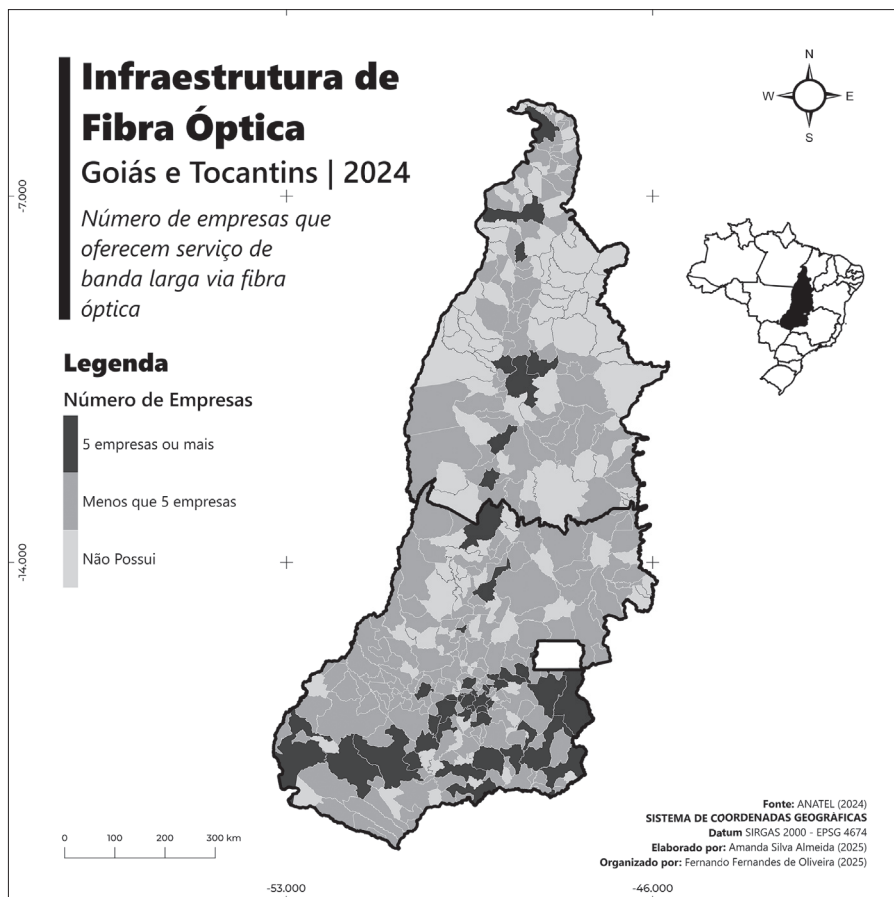 Infraestrutura de
Fibra Óptica
Goiás e Tocantins | 2024
Número de empresas que
oferecem serviço de
banda larga via fibra
óptica
Legenda
Número de Empresas
5 empresas ou mais
Menos que 5 empresas
Não Possui
N
W E
S
-7.000
-14.000
0 100 200 300 km
Fonte: ANATEL (2024)
SISTEMA DE COORDENADAS GEOGRÁFICAS
Datum SIRGAS 2000 - EPSG 4674
Elaborado por: Amanda Silva Almeida (2025)
Organizado por: Fernando Fernandes de Oliveira (2025)
-53.000 -46.000